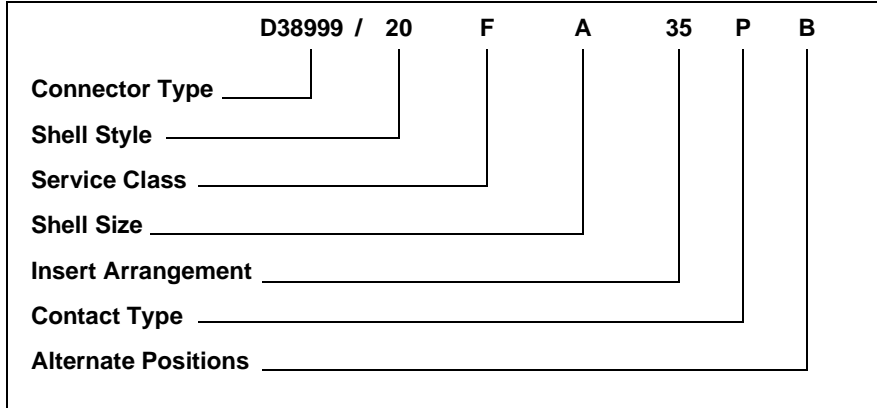 D38999 / 20 F A 35 P B
Connector Type
Shell Style
Service Class
Shell Size
Insert Arrangement
Contact Type
Alternate Positions